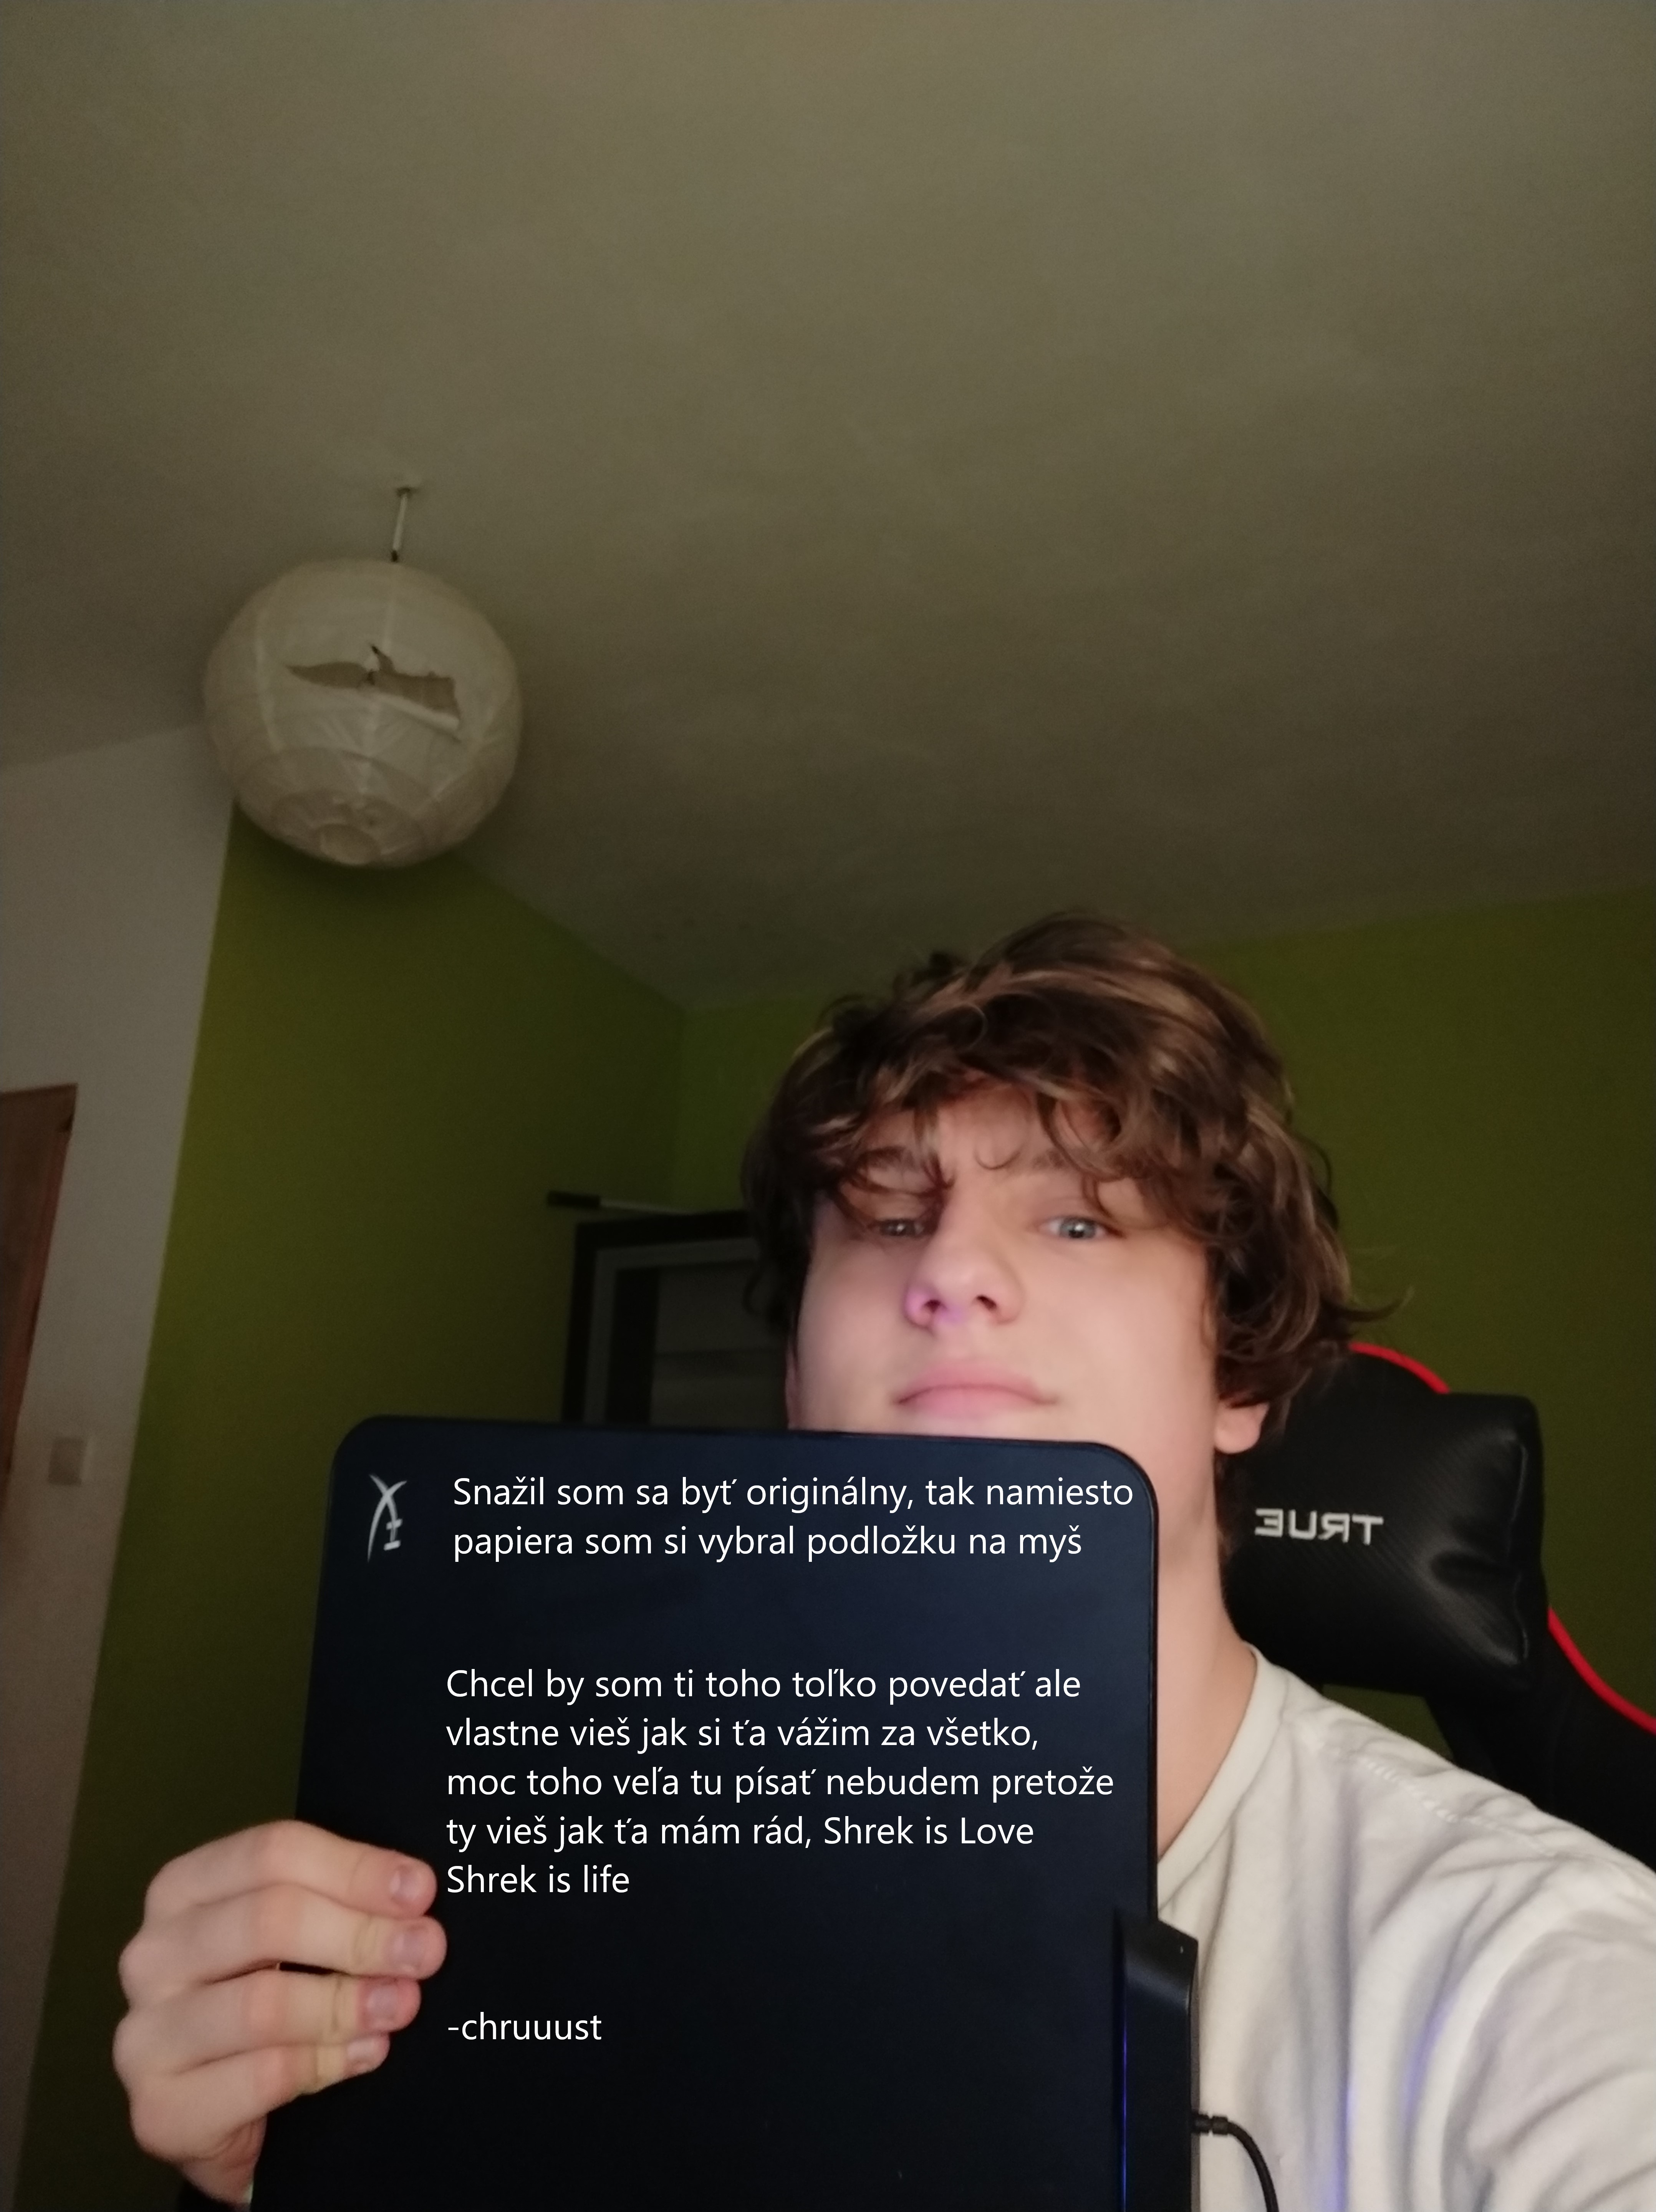 Snažil som sa byť originálny, tak namiesto
papiera som si vybral podložku na myš
Chcel by som ti toho toľko povedať ale
vlastne vieš jak si ťa vážim za všetko,
moc toho veľa tu písať nebudem pretože
ty vieš jak ťa mám rád, Shrek is Love
Shrek is life
-chruuust
TRUE